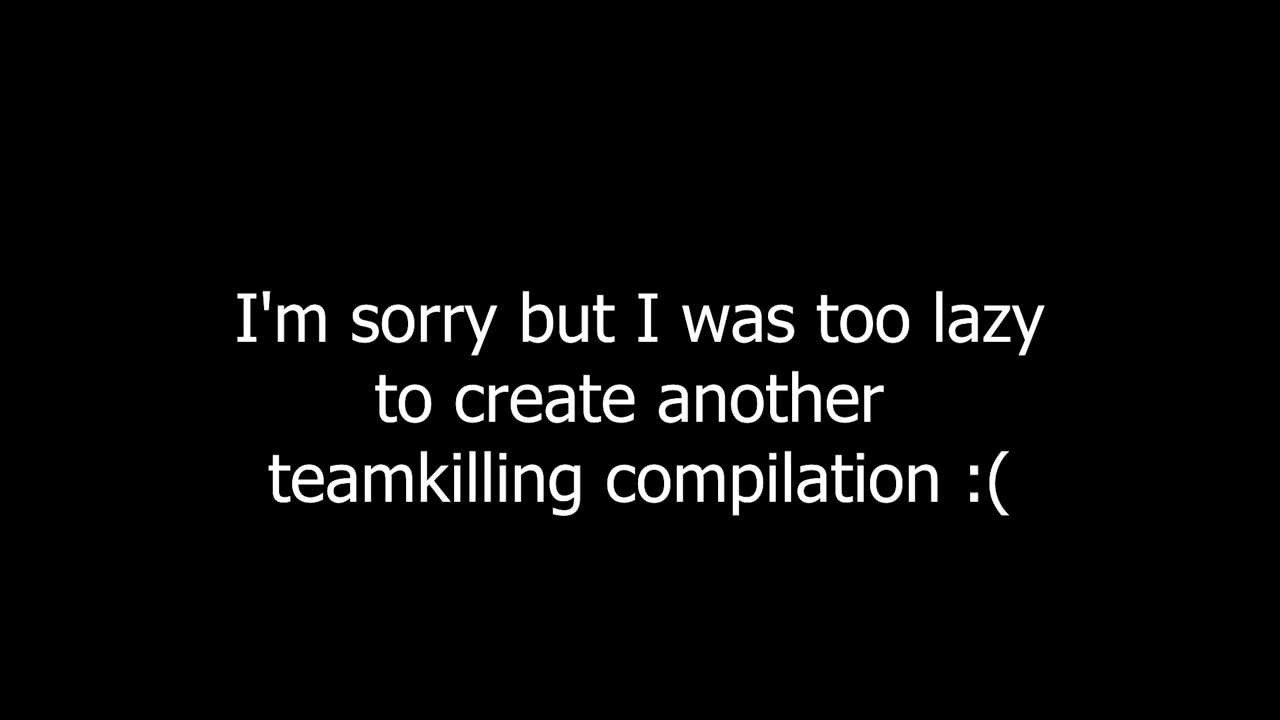 I'm sorry but I was too lazy
to create another
teamkilling compilation :(